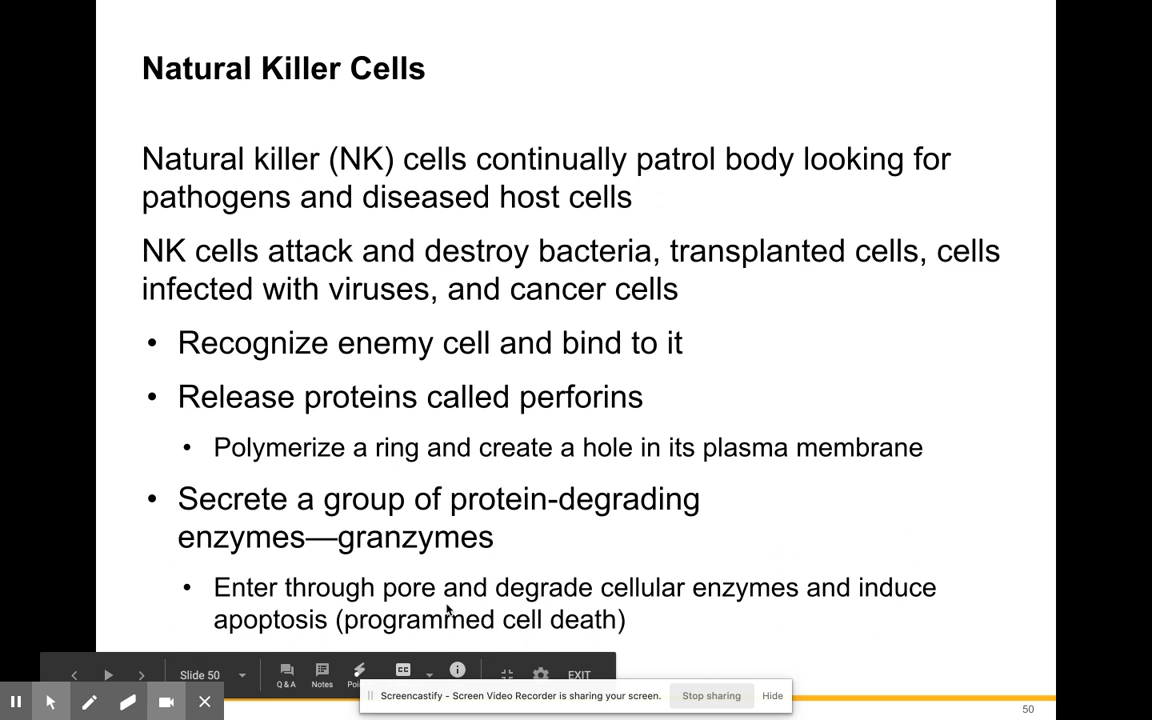 Natural Killer Cells
Natural killer (NK) cells continually patrol body looking for
pathogens and diseased host cells
NK cells attack and destroy bacteria, transplanted cells, cells
infected with viruses, and cancer cells
• Recognize enemy cell and bind to it
• Release proteins called perforins
• Polymerize a ring and create a hole in its plasma membrane
• Secrete a group of protein-degrading
enzymes—granzymes
• Enter through pore and degrade cellular enzymes and induce
apoptosis (programmed cell death)
Slide 50
Q & A
Notes
CC
EXIT
Screencastify - Screen Video Recorder is sharing your screen.
Stop sharing
Hide
50